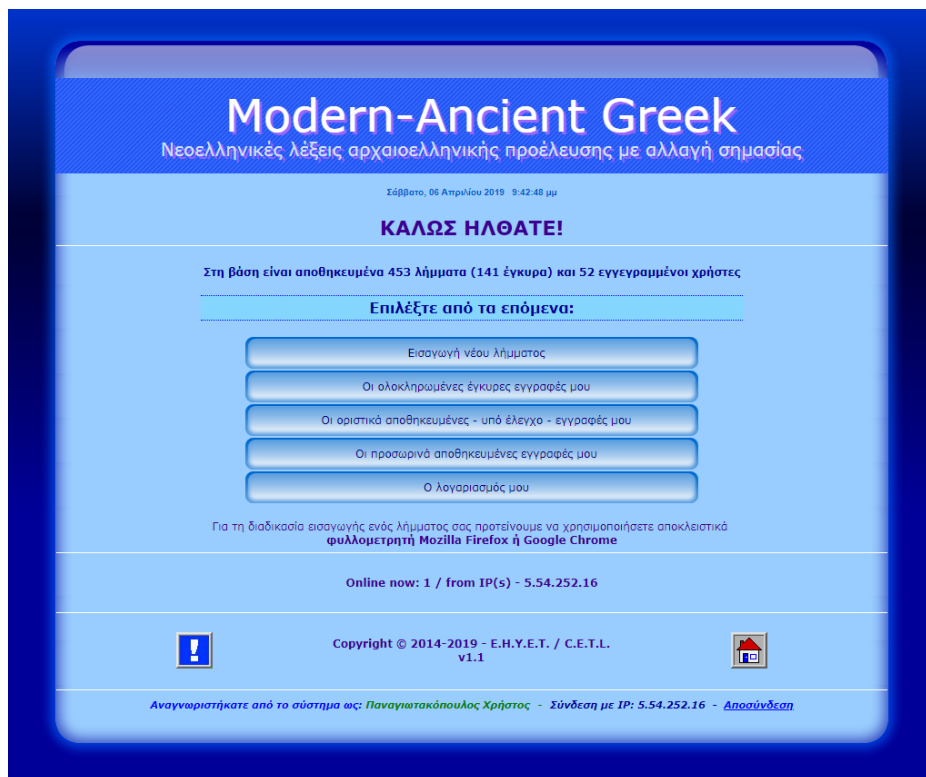 Modern-Ancient Greek
Νεοελληνικές λέξεις αρχαιοελληνικής προέλευσης με αλλαγή σημασίας
Σάββατο, 06 Απριλίου 2019 9:42:48 μμ
ΚΑΛΩΣ ΗΛΘΑΤΕ!
Στη βάση είναι αποθηκευμένα 453 λήμματα (141 έγκυρα) και 52 εγγεγραμμένοι χρήστες
Επιλέξτε από τα επόμενα:
Εισαγωγή νέου λήμματος
Οι ολοκληρωμένες έγκυρες εγγραφές μου
Οι οριστικά αποθηκευμένες - υπό έλεγχο - εγγραφές μου
Οι προσωρινά αποθηκευμένες εγγραφές μου
Ο λογαριασμός μου
Για τη διαδικασία εισαγωγής ενός λήμματος σας προτείνουμε να χρησιμοποιήσετε αποκλειστικά
φυλλομετρητή Mozilla Firefox ή Google Chrome
Online now: 1 / from IP(s) - 5.54.252.16
Copyright © 2014-2019 - E.H.Y.E.T. / C.E.T.L.
v1.1
Αναγνωριστήκατε από το σύστημα ως: Παναγιωτακόπουλος Χρήστος - Σύνδεση με IP: 5.54.252.16 - Αποσύνδεση